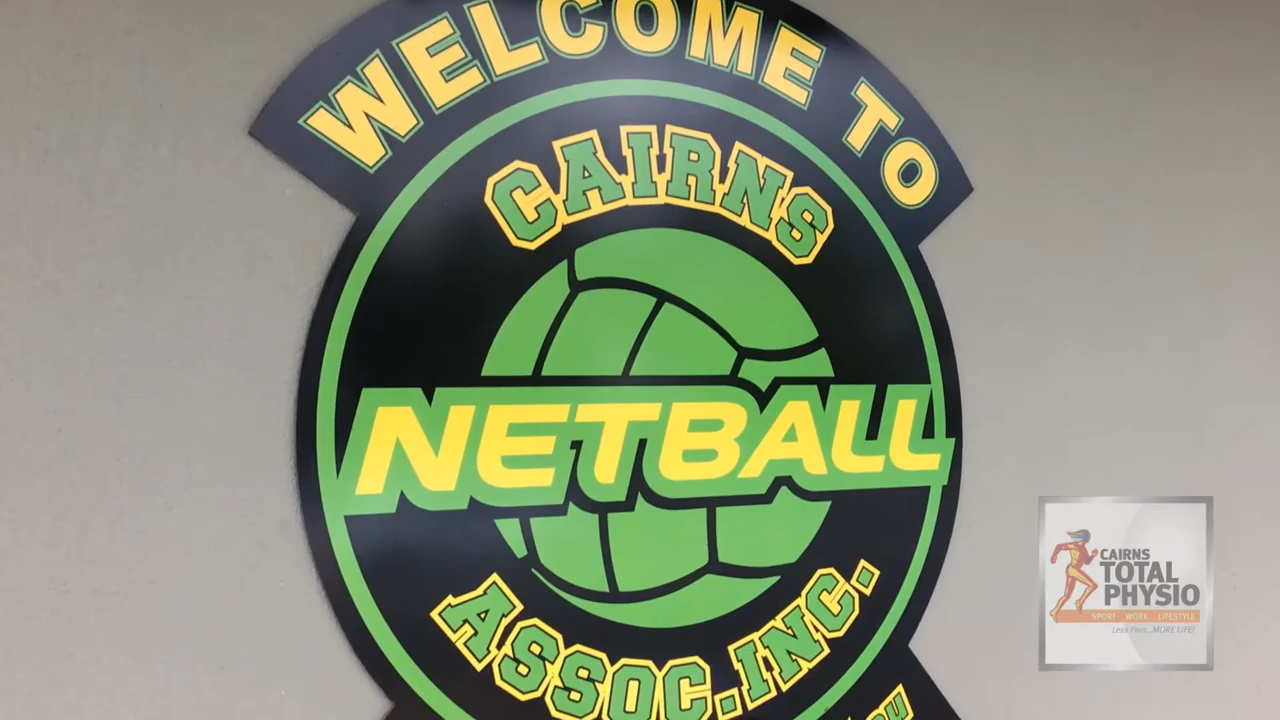 WELCOME TO
CAIRNS
NETBALL
ASSOC.INC.
CAIRNS
TOTAL
PHYSIO
SPORT WORK LIFESTYLE
Less Pain...MORE LIFE!